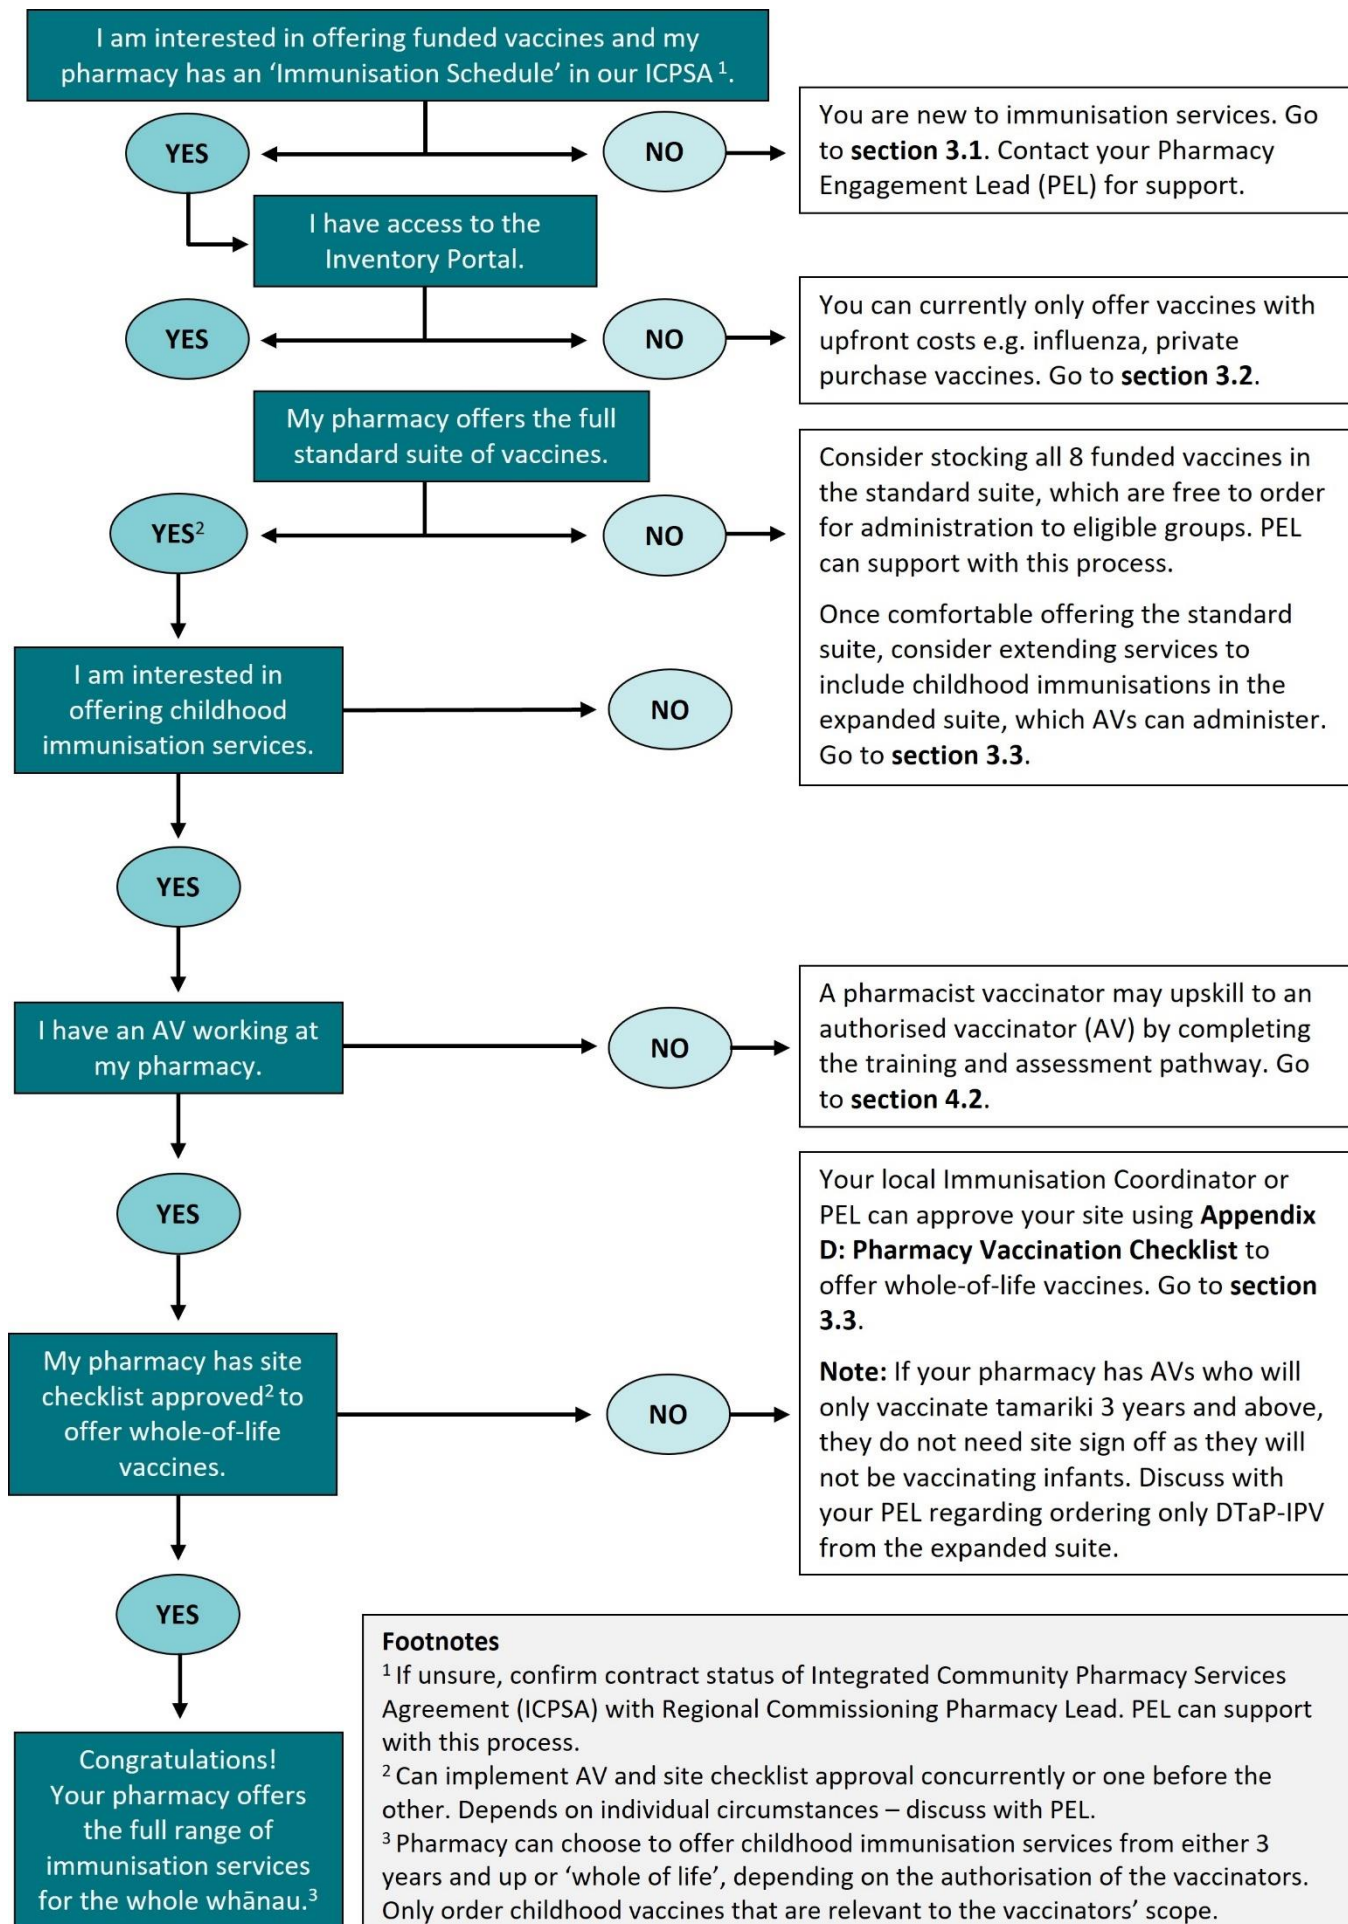 I am interested in offering funded vaccines and my
pharmacy has an ‘Immunisation Schedule’ in our ICPSA ¹.
YES
NO
You are new to immunisation services. Go
to section 3.1. Contact your Pharmacy
Engagement Lead (PEL) for support.
I have access to the
Inventory Portal.
YES
NO
You can currently only offer vaccines with
upfront costs e.g. influenza, private
purchase vaccines. Go to section 3.2.
My pharmacy offers the full
standard suite of vaccines.
YES²
NO
Consider stocking all 8 funded vaccines in
the standard suite, which are free to order
for administration to eligible groups. PEL
can support with this process.
Once comfortable offering the standard
suite, consider extending services to
include childhood immunisations in the
expanded suite, which AVs can administer.
Go to section 3.3.
I am interested in
offering childhood
immunisation services.
NO
YES
I have an AV working at
my pharmacy.
NO
A pharmacist vaccinator may upskill to an
authorised vaccinator (AV) by completing
the training and assessment pathway. Go
to section 4.2.
YES
My pharmacy has site
checklist approved² to
offer whole-of-life
vaccines.
NO
Your local Immunisation Coordinator or
PEL can approve your site using Appendix
D: Pharmacy Vaccination Checklist to
offer whole-of-life vaccines. Go to section
3.3.
Note: If your pharmacy has AVs who will
only vaccinate tamariki 3 years and above,
they do not need site sign off as they will
not be vaccinating infants. Discuss with
your PEL regarding ordering only DTaP-IPV
from the expanded suite.
YES
Congratulations!
Your pharmacy offers
the full range of
immunisation services
for the whole whānau.³
Footnotes
¹ If unsure, confirm contract status of Integrated Community Pharmacy Services
Agreement (ICPSA) with Regional Commissioning Pharmacy Lead. PEL can support
with this process.
² Can implement AV and site checklist approval concurrently or one before the
other. Depends on individual circumstances – discuss with PEL.
³ Pharmacy can choose to offer childhood immunisation services from either 3
years and up or ‘whole of life’, depending on the authorisation of the vaccinators.
Only order childhood vaccines that are relevant to the vaccinators’ scope.